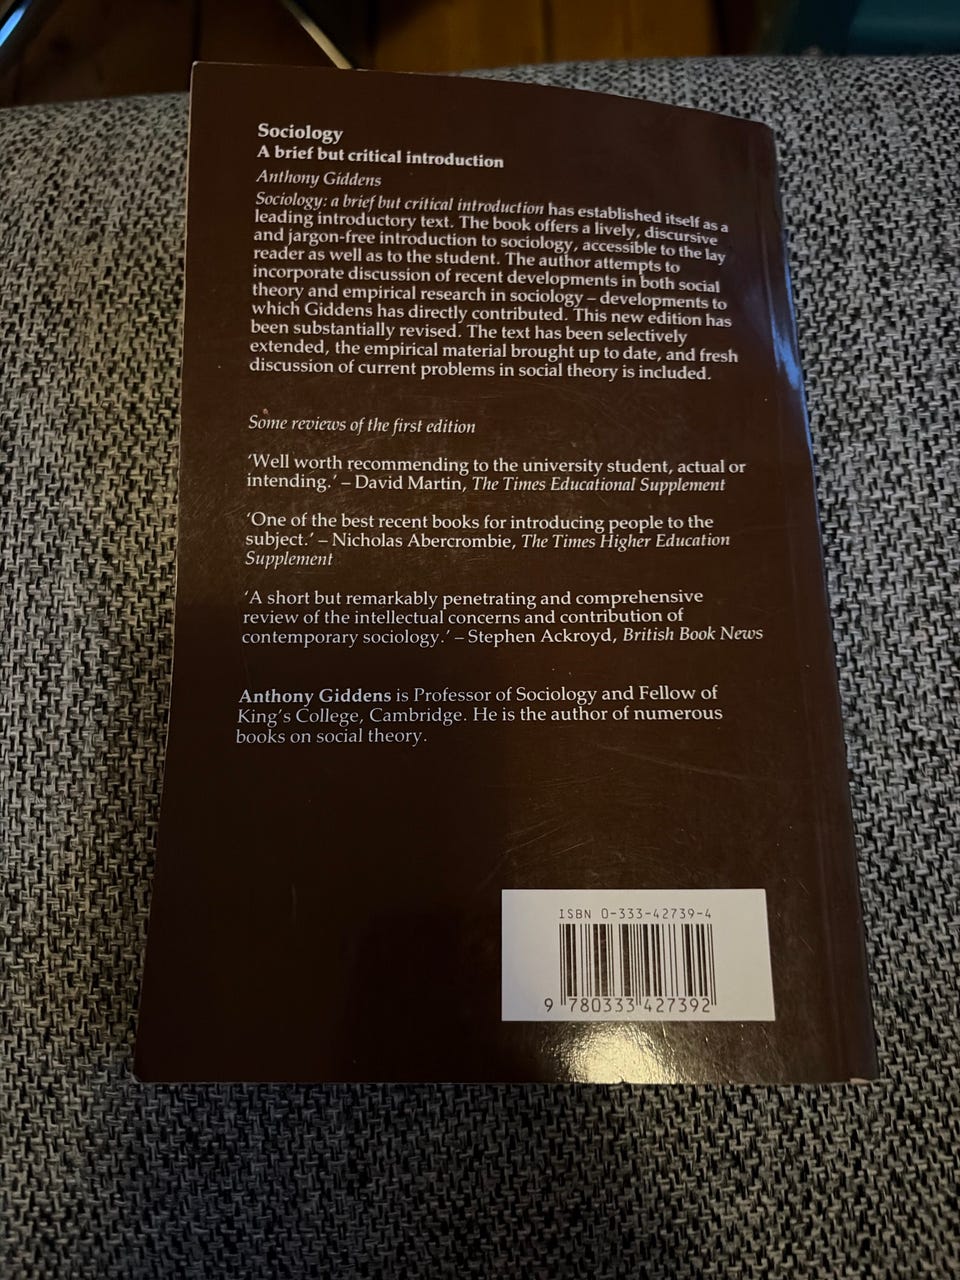 Sociology
A brief but critical introduction
Anthony Giddens
Sociology: a brief but critical introduction has established itself as a
leading introductory text. The book offers a lively, discursive
and jargon-free introduction to sociology, accessible to the lay
reader as well as to the student. The author attempts to
incorporate discussion of recent developments in both social
theory and empirical research in sociology – developments to
which Giddens has directly contributed. This new edition has
been substantially revised. The text has been selectively
extended, the empirical material brought up to date, and fresh
discussion of current problems in social theory is included.
Some reviews of the first edition
‘Well worth recommending to the university student, actual or
intending.’ – David Martin, The Times Educational Supplement
‘One of the best recent books for introducing people to the
subject.’ – Nicholas Abercrombie, The Times Higher Education
Supplement
‘A short but remarkably penetrating and comprehensive
review of the intellectual concerns and contribution of
contemporary sociology.’ – Stephen Ackroyd, British Book News
Anthony Giddens is Professor of Sociology and Fellow of
King’s College, Cambridge. He is the author of numerous
books on social theory.
ISBN 0-333-42739-4
9 780333 427392